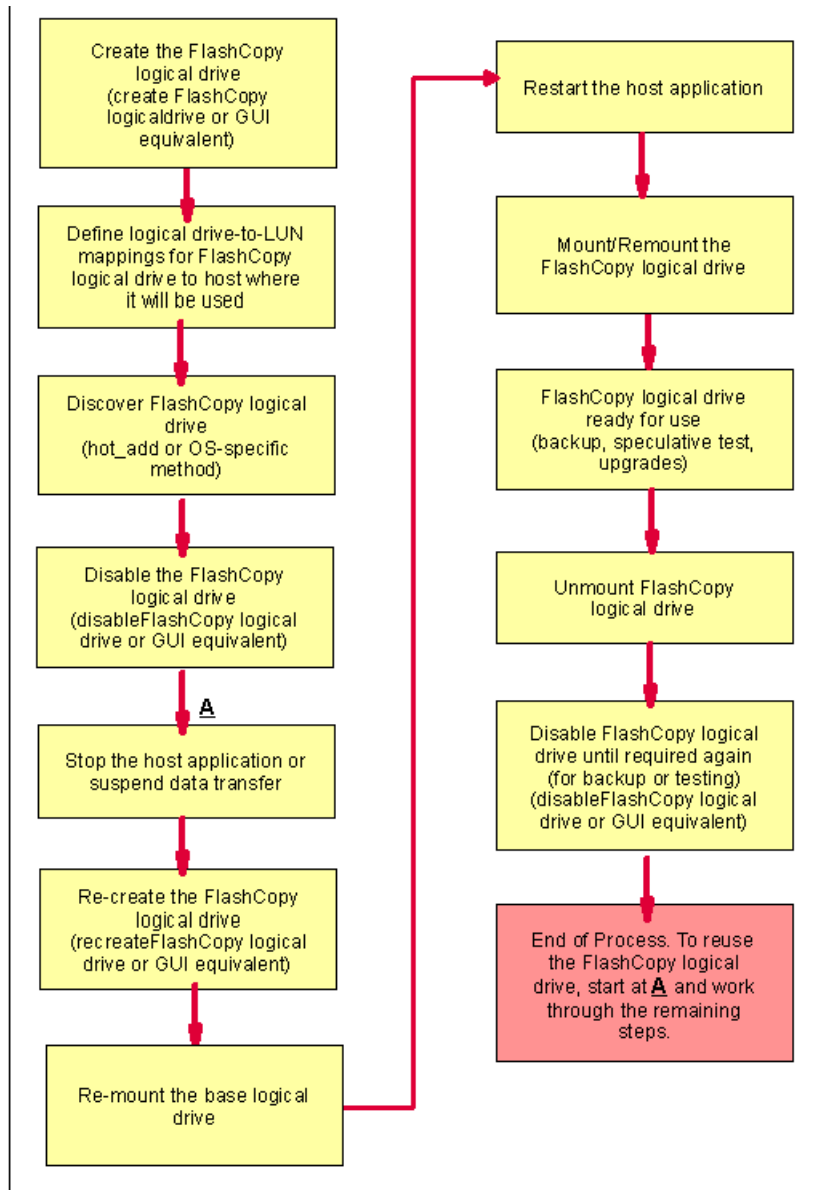 Create the FlashCopy
logical drive
(create FlashCopy
logicaldrive or GUI
equivalent)
Define logical drive-to-LUN
mappings for FlashCopy
logical drive to host where
it will be used
Discover FlashCopy logical
drive
(hot_add or OS-specific
method)
Disable the FlashCopy
logical drive
(disableFlashCopy logical
drive or GUI equivalent)
A
Stop the host application or
suspend data transfer
Re-create the FlashCopy
logical drive
(recreateFlashCopy logical
drive or GUI equivalent)
Re-mount the base logical
drive
Restart the host application
Mount/Remount the
FlashCopy logical drive
FlashCopy logical drive
ready for use
(backup, speculative test,
upgrades)
Unmount FlashCopy
logical drive
Disable FlashCopy logical
drive until required again
(for backup or testing)
(disableFlashCopy logical
drive or GUI equivalent)
End of Process. To reuse
the FlashCopy logical
drive, start at A and work
through the remaining
steps.